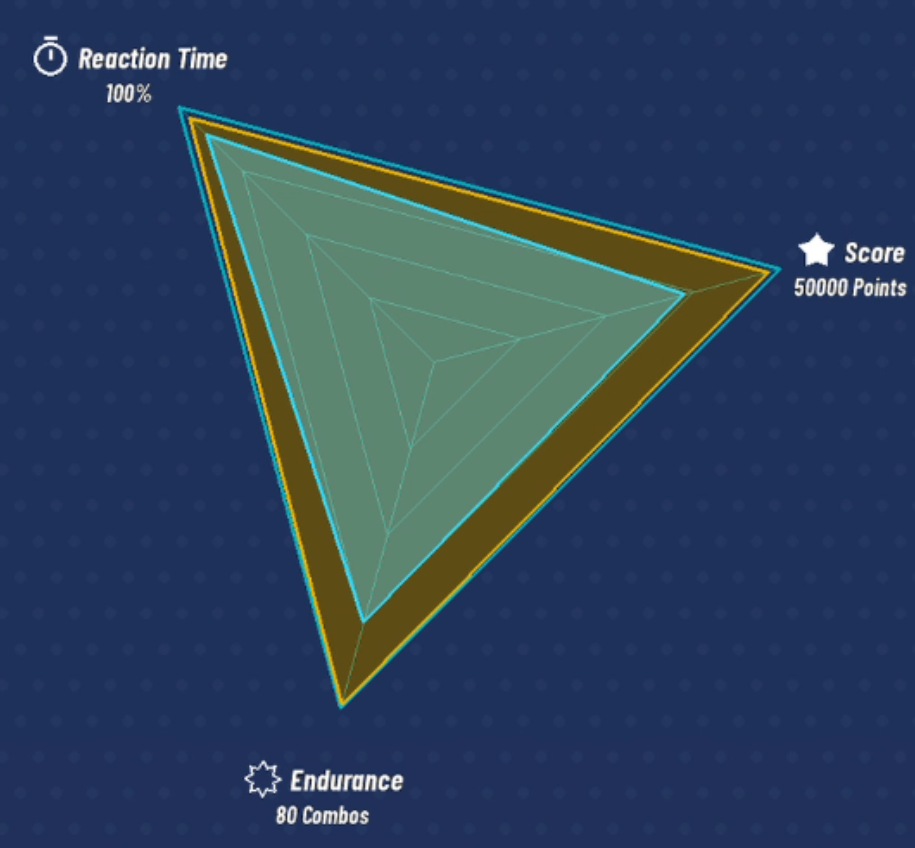 Reaction Time
100%
Score
50000 Points
Endurance
80 Combos